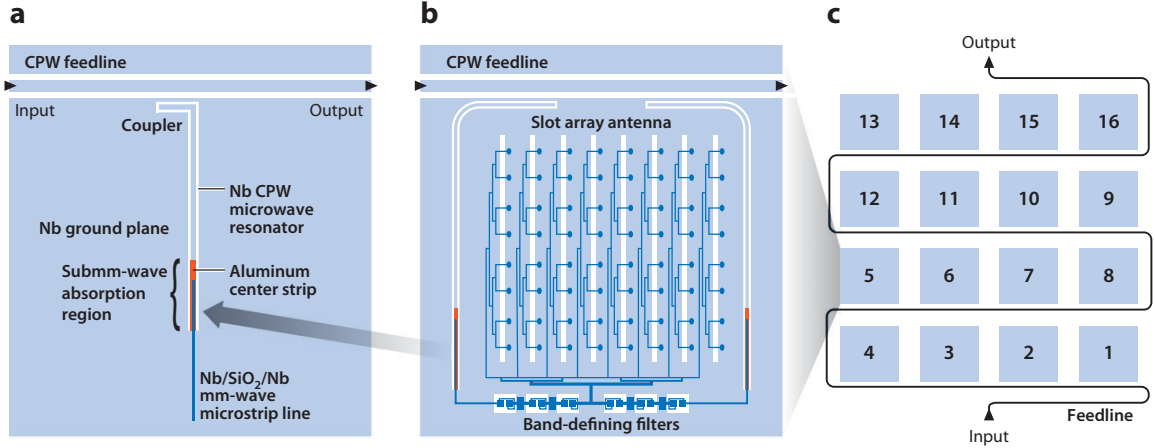 a
CPW feedline
Input
Output
Coupler
Nb CPW
microwave
resonator
Nb ground plane
Submm-wave
absorption
region
Aluminum
center strip
Nb/SiO₂/Nb
mm-wave
microstrip line
b
CPW feedline
Slot array antenna
Band-defining filters
c
Output
13 14 15 16
12 11 10 9
5 6 7 8
4 3 2 1
Feedline
Input